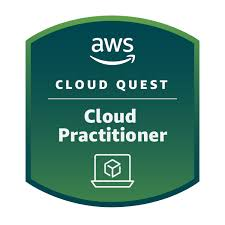 aws
CLOUD QUEST
Cloud
Practitioner